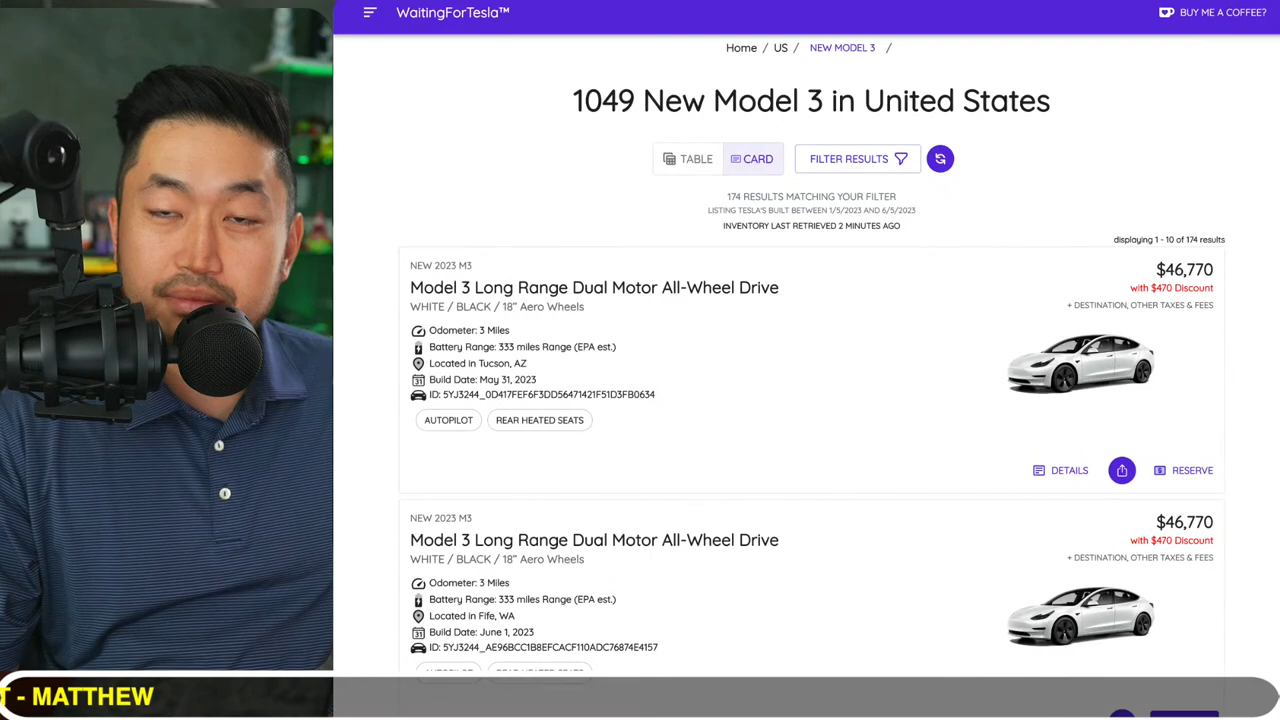 WaitingForTesla™
BUY ME A COFFEE?
Home / US / NEW MODEL 3 /
1049 New Model 3 in United States
TABLE
CARD
FILTER RESULTS
174 RESULTS MATCHING YOUR FILTER
LISTING TESLA'S BUILT BETWEEN 1/5/2023 AND 6/5/2023
INVENTORY LAST RETRIEVED 2 MINUTES AGO
displaying 1 - 10 of 174 results
NEW 2023 M3
Model 3 Long Range Dual Motor All-Wheel Drive
WHITE / BLACK / 18" Aero Wheels
$46,770
with $470 Discount
+ DESTINATION, OTHER TAXES & FEES
Odometer: 3 Miles
Battery Range: 333 miles Range (EPA est.)
Located in Tucson, AZ
31
Build Date: May 31, 2023
ID: 5YJ3244_0D417FEF6F3DD56471421F51D3FB0634
AUTOPILOT
REAR HEATED SEATS
DETAILS
RESERVE
NEW 2023 M3
Model 3 Long Range Dual Motor All-Wheel Drive
WHITE / BLACK / 18" Aero Wheels
$46,770
with $470 Discount
+ DESTINATION, OTHER TAXES & FEES
Odometer: 3 Miles
Battery Range: 333 miles Range (EPA est.)
Located in Fife, WA
31
Build Date: June 1, 2023
ID: 5YJ3244_AE96BCC1B8EFCACF110ADC76874E4157
T - MATTHEW